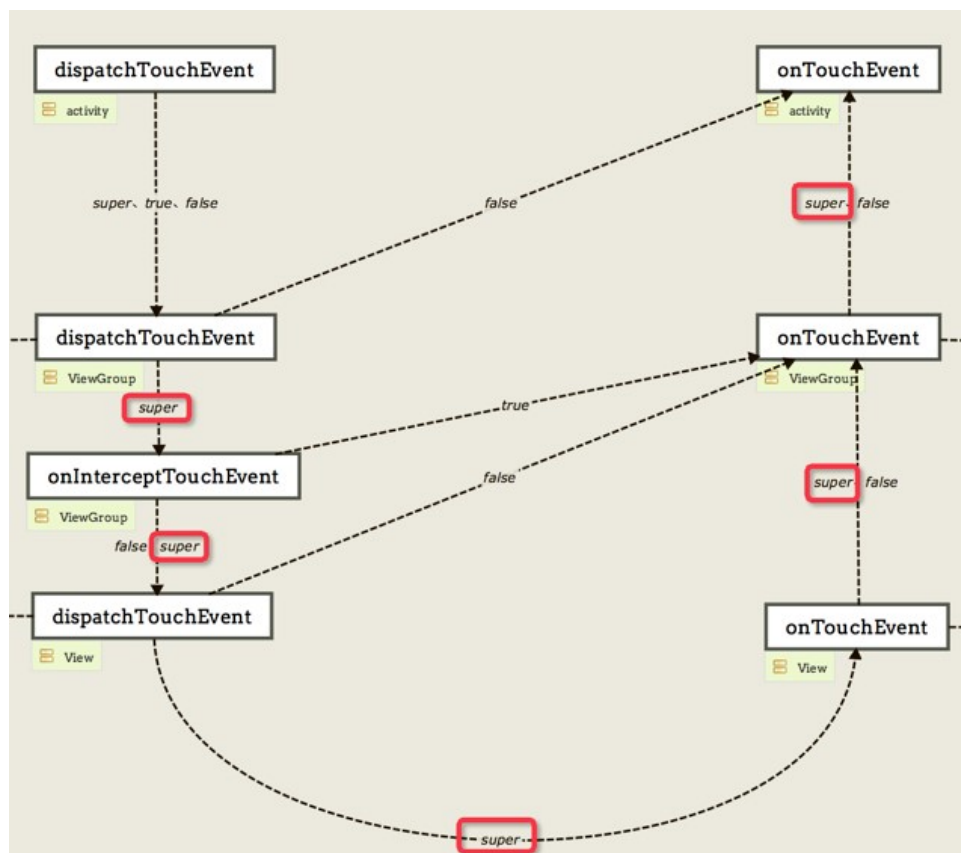 dispatchTouchEvent
onTouchEvent
activity
activity
super、true、false
false
super、false
dispatchTouchEvent
onTouchEvent
ViewGroup
ViewGroup
super
true
onInterceptTouchEvent
false
super、false
ViewGroup
false super
dispatchTouchEvent
onTouchEvent
View
View
super